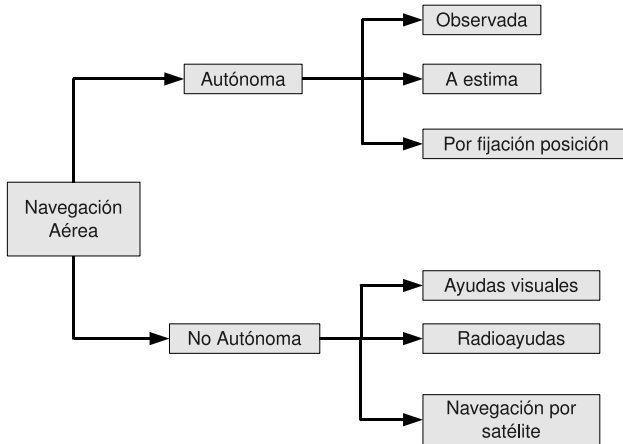 Observada
Autónoma
A estima
Por fijación posición
Navegación
Aérea
Ayudas visuales
No Autónoma
Radioayudas
Navegación por
satélite